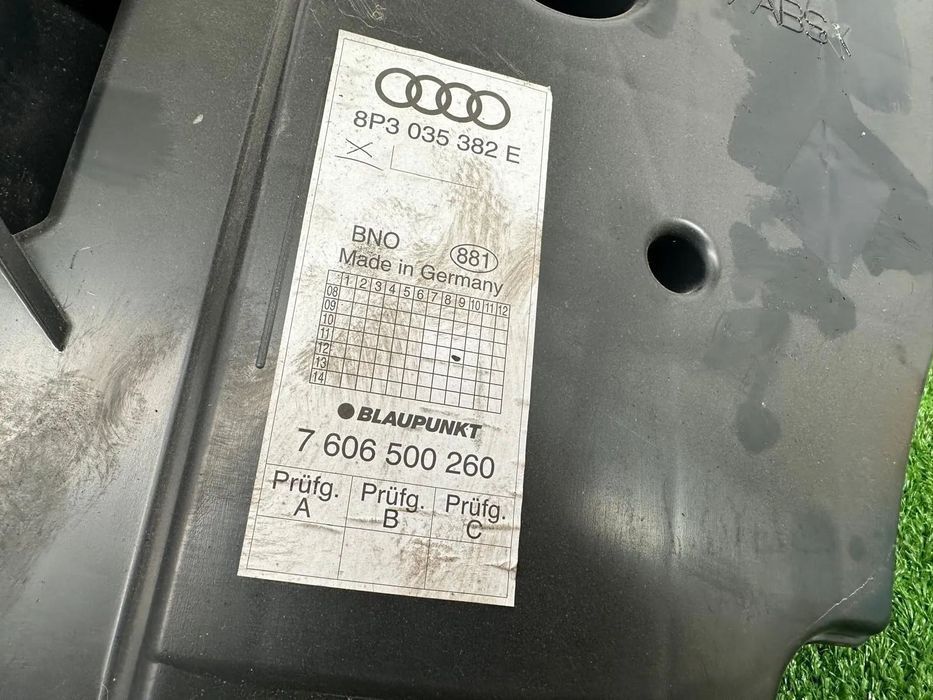 ABS
8P3 035 382 E
X
BNO
881
Made in Germany
1 2 3 4 5 6 7 8 9 10 11 12
08
09
10
11
12
13
14
BLAUPUNKT
7 606 500 260
Prüfg. A
Prüfg. B
Prüfg. C